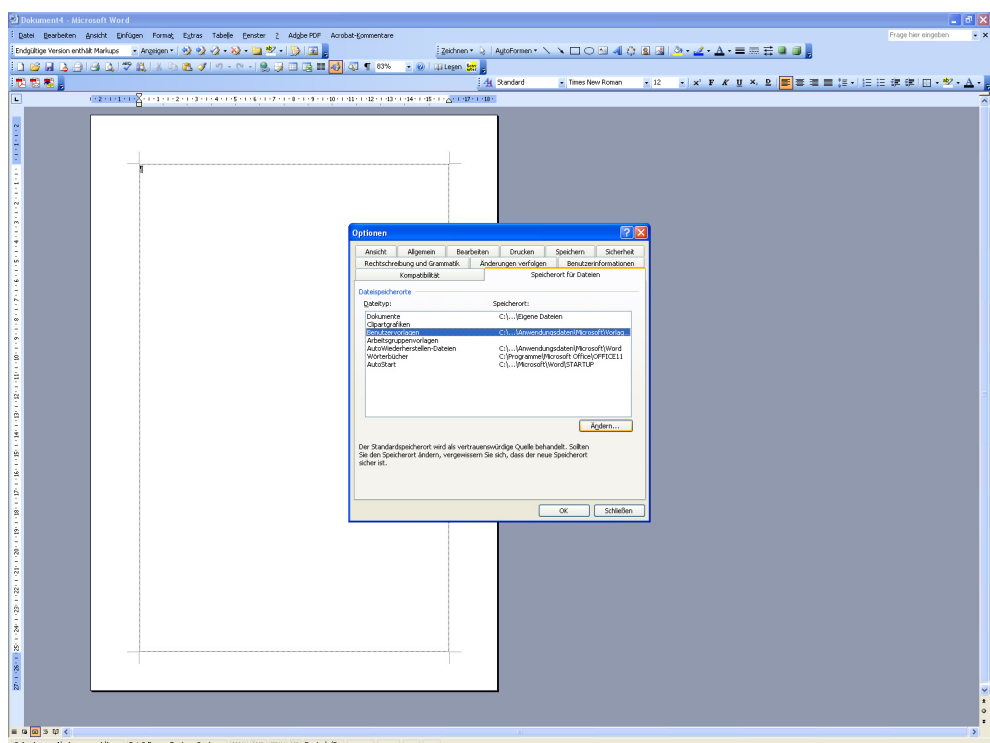 Dokument4 - Microsoft Word
Datei Bearbeiten Ansicht Einfügen Format Extras Tabelle Fenster ? Adobe PDF Acrobat-Kommentare
Frage hier eingeben
Endgültige Version enthält Markups Anzeigen
Zeichnen AutoFormen
83% Lesen
Standard Times New Roman 12
Optionen
Ansicht Allgemein Bearbeiten Drucken Speichern Sicherheit
Rechtschreibung und Grammatik Änderungen verfolgen Benutzerinformationen
Kompatibilität Speicherort für Dateien
Dateispeicherorte
Dateityp: Speicherort:
Dokumente C:\...\Eigene Dateien
Clipartgrafiken
Benutzervorlagen C:\...\Anwendungsdaten\Microsoft\Vorlag...
Arbeitsgruppenvorlagen
AutoWiederherstellen-Dateien C:\...\Anwendungsdaten\Microsoft\Word
Wörterbücher C:\Programme\Microsoft Office\OFFICE11
AutoStart C:\...\Microsoft\Word\STARTUP
Ändern...
Der Standardspeicherort wird als vertrauenswürdige Quelle behandelt. Sollten
Sie den Speicherort ändern, vergewissern Sie sich, dass der neue Speicherort
sicher ist.
OK Schließen